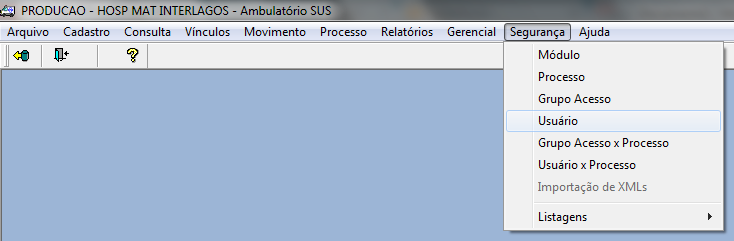 PRODUCAO - HOSP MAT INTERLAGOS - Ambulatório SUS
Arquivo Cadastro Consulta Vínculos Movimento Processo Relatórios Gerencial Segurança Ajuda
Módulo
Processo
Grupo Acesso
Usuário
Grupo Acesso x Processo
Usuário x Processo
Importação de XMLs
Listagens